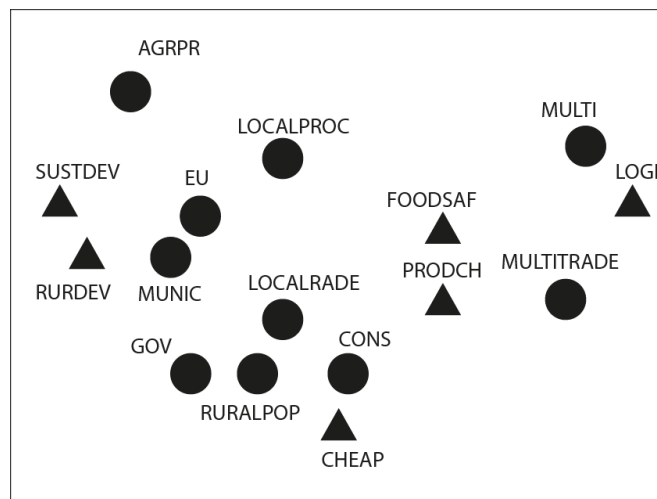 AGRPR
MULTI
LOCALPROC
SUSTDEV
EU
LOGI
FOODSAF
PRODCH
MULTITRADE
LOCALRADE
RURDEV
MUNIC
GOV
CONS
RURALPOP
CHEAP